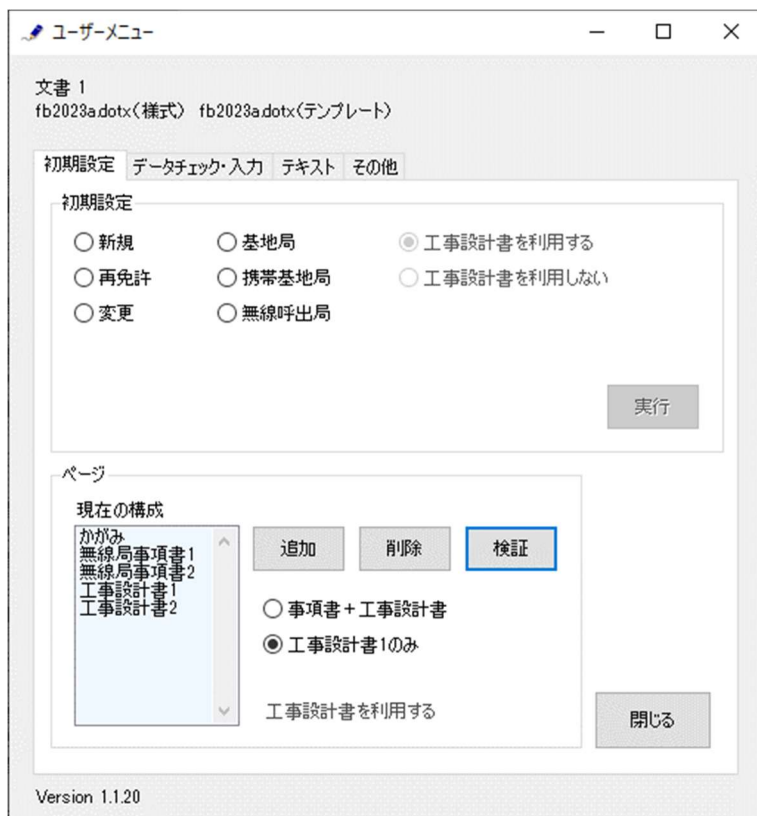 ユーザーメニュー
文書 1
fb2023a.dotx(様式) fb2023a.dotx(テンプレート)
初期設定 データチェック・入力 テキスト その他
初期設定
新規 基地局 工事設計書を利用する
再免許 携帯基地局 工事設計書を利用しない
変更 無線呼出局
実行
ページ
現在の構成
かがみ
無線局事項書1
無線局事項書2
工事設計書1
工事設計書2
追加 削除 検証
事項書+工事設計書
工事設計書1のみ
工事設計書を利用する
閉じる
Version 1.1.20